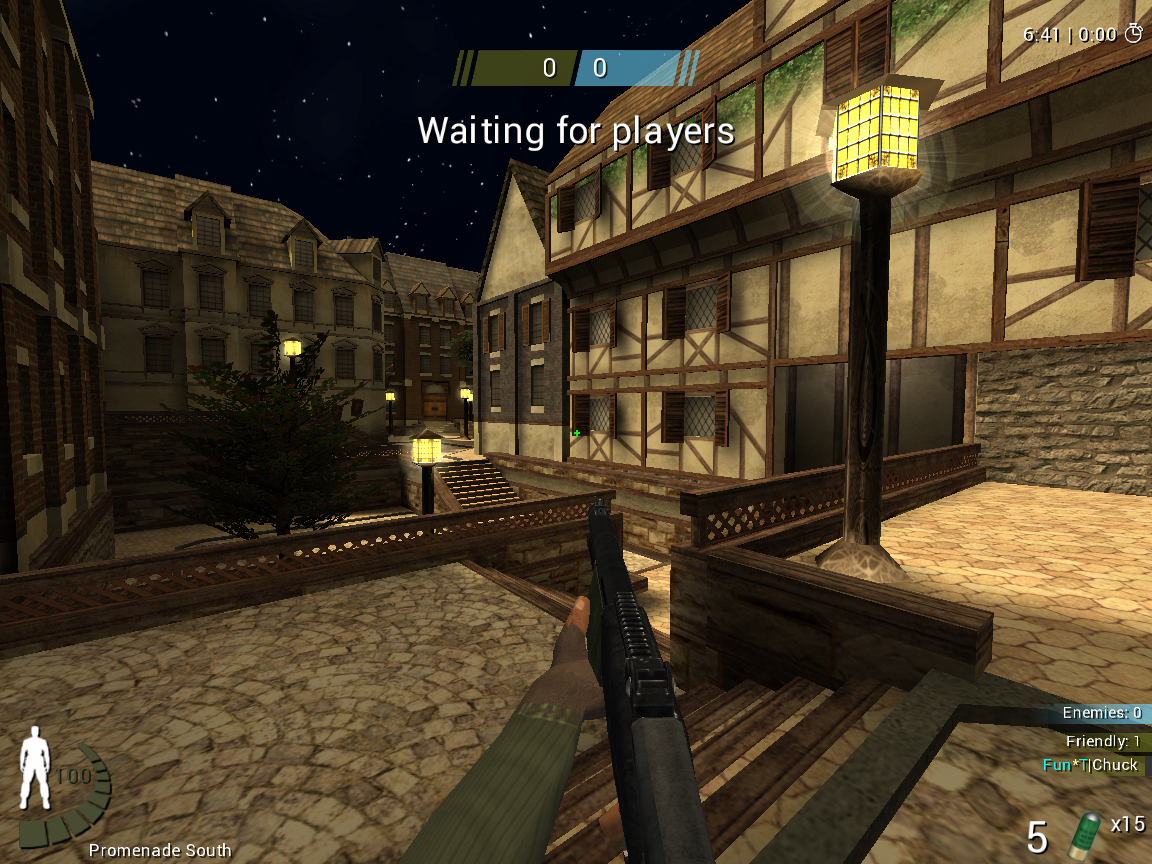 6:41 | 0:00
0 0
Waiting for players
Enemies: 0
Friendly: 1
Fun*T|Chuck
100
5 x15
Promenade South